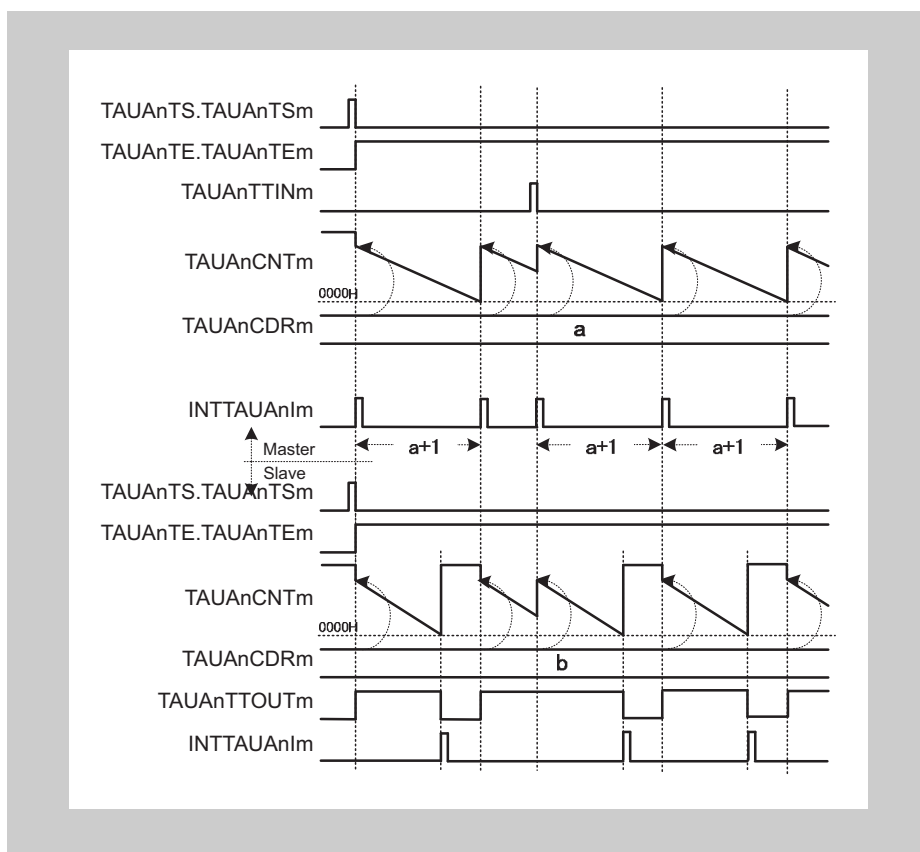 TAUAnTS.TAUAnTSm
TAUAnTE.TAUAnTEm
TAUAnTTINm
TAUAnCNTm
0000H
TAUAnCDRm
a
INTTAUAnIm
a+1
a+1
a+1
Master
Slave
TAUAnTS.TAUAnTSm
TAUAnTE.TAUAnTEm
TAUAnCNTm
0000H
TAUAnCDRm
b
TAUAnTTOUTm
INTTAUAnIm